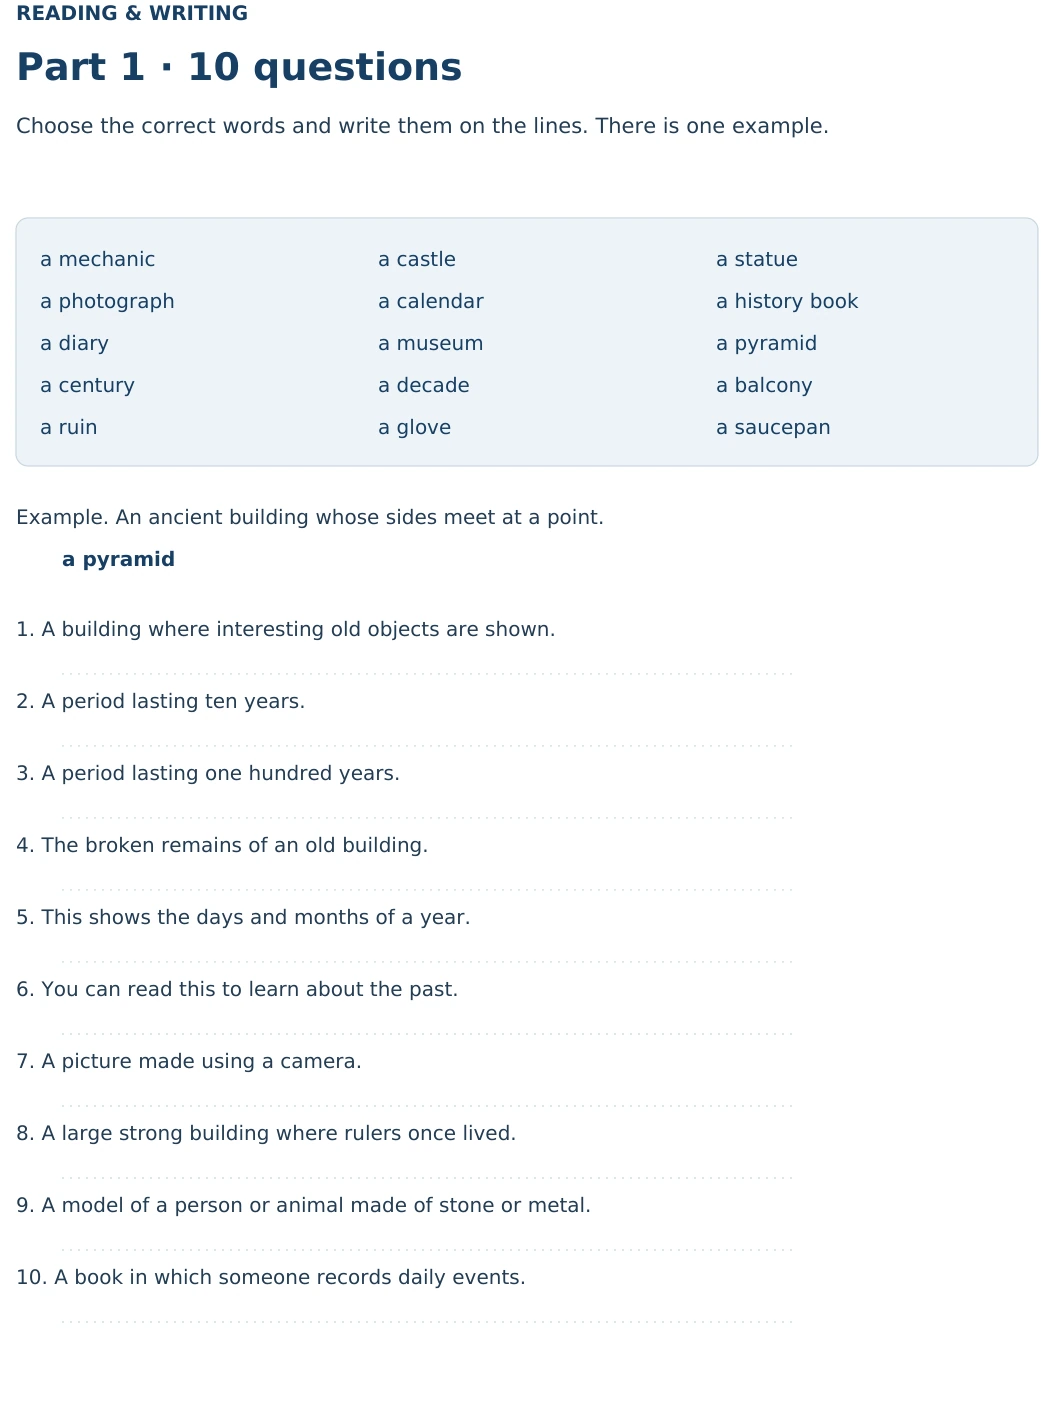 READING & WRITING
Part 1 · 10 questions
Choose the correct words and write them on the lines. There is one example.
a mechanic a castle a statue
a photograph a calendar a history book
a diary a museum a pyramid
a century a decade a balcony
a ruin a glove a saucepan
Example. An ancient building whose sides meet at a point.
a pyramid
1. A building where interesting old objects are shown.
2. A period lasting ten years.
3. A period lasting one hundred years.
4. The broken remains of an old building.
5. This shows the days and months of a year.
6. You can read this to learn about the past.
7. A picture made using a camera.
8. A large strong building where rulers once lived.
9. A model of a person or animal made of stone or metal.
10. A book in which someone records daily events.